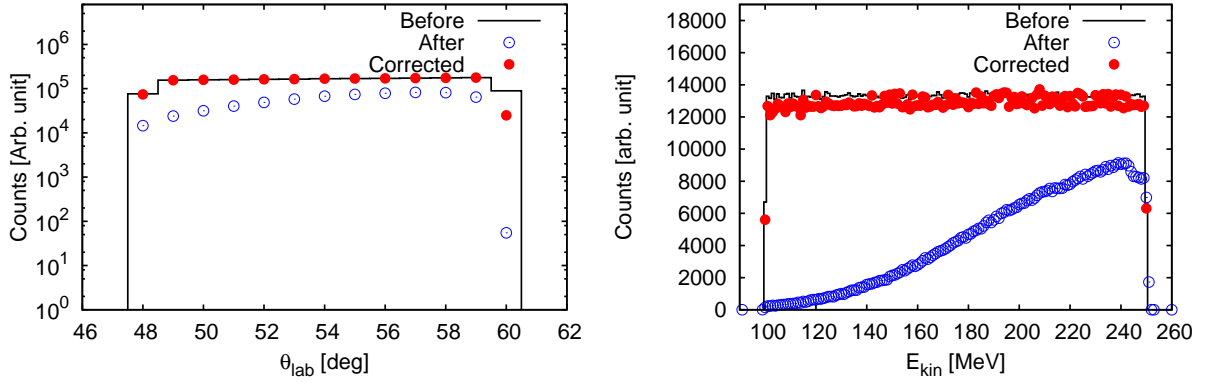 Before
After
Corrected
Counts [Arb. unit]
10^6
10^5
10^4
10^3
10^2
10^1
10^0
46 48 50 52 54 56 58 60 62
θ_lab [deg]
Before
After
Corrected
Counts [arb. unit]
18000
16000
14000
12000
10000
8000
6000
4000
2000
0
100 120 140 160 180 200 220 240 260
E_kin [MeV]